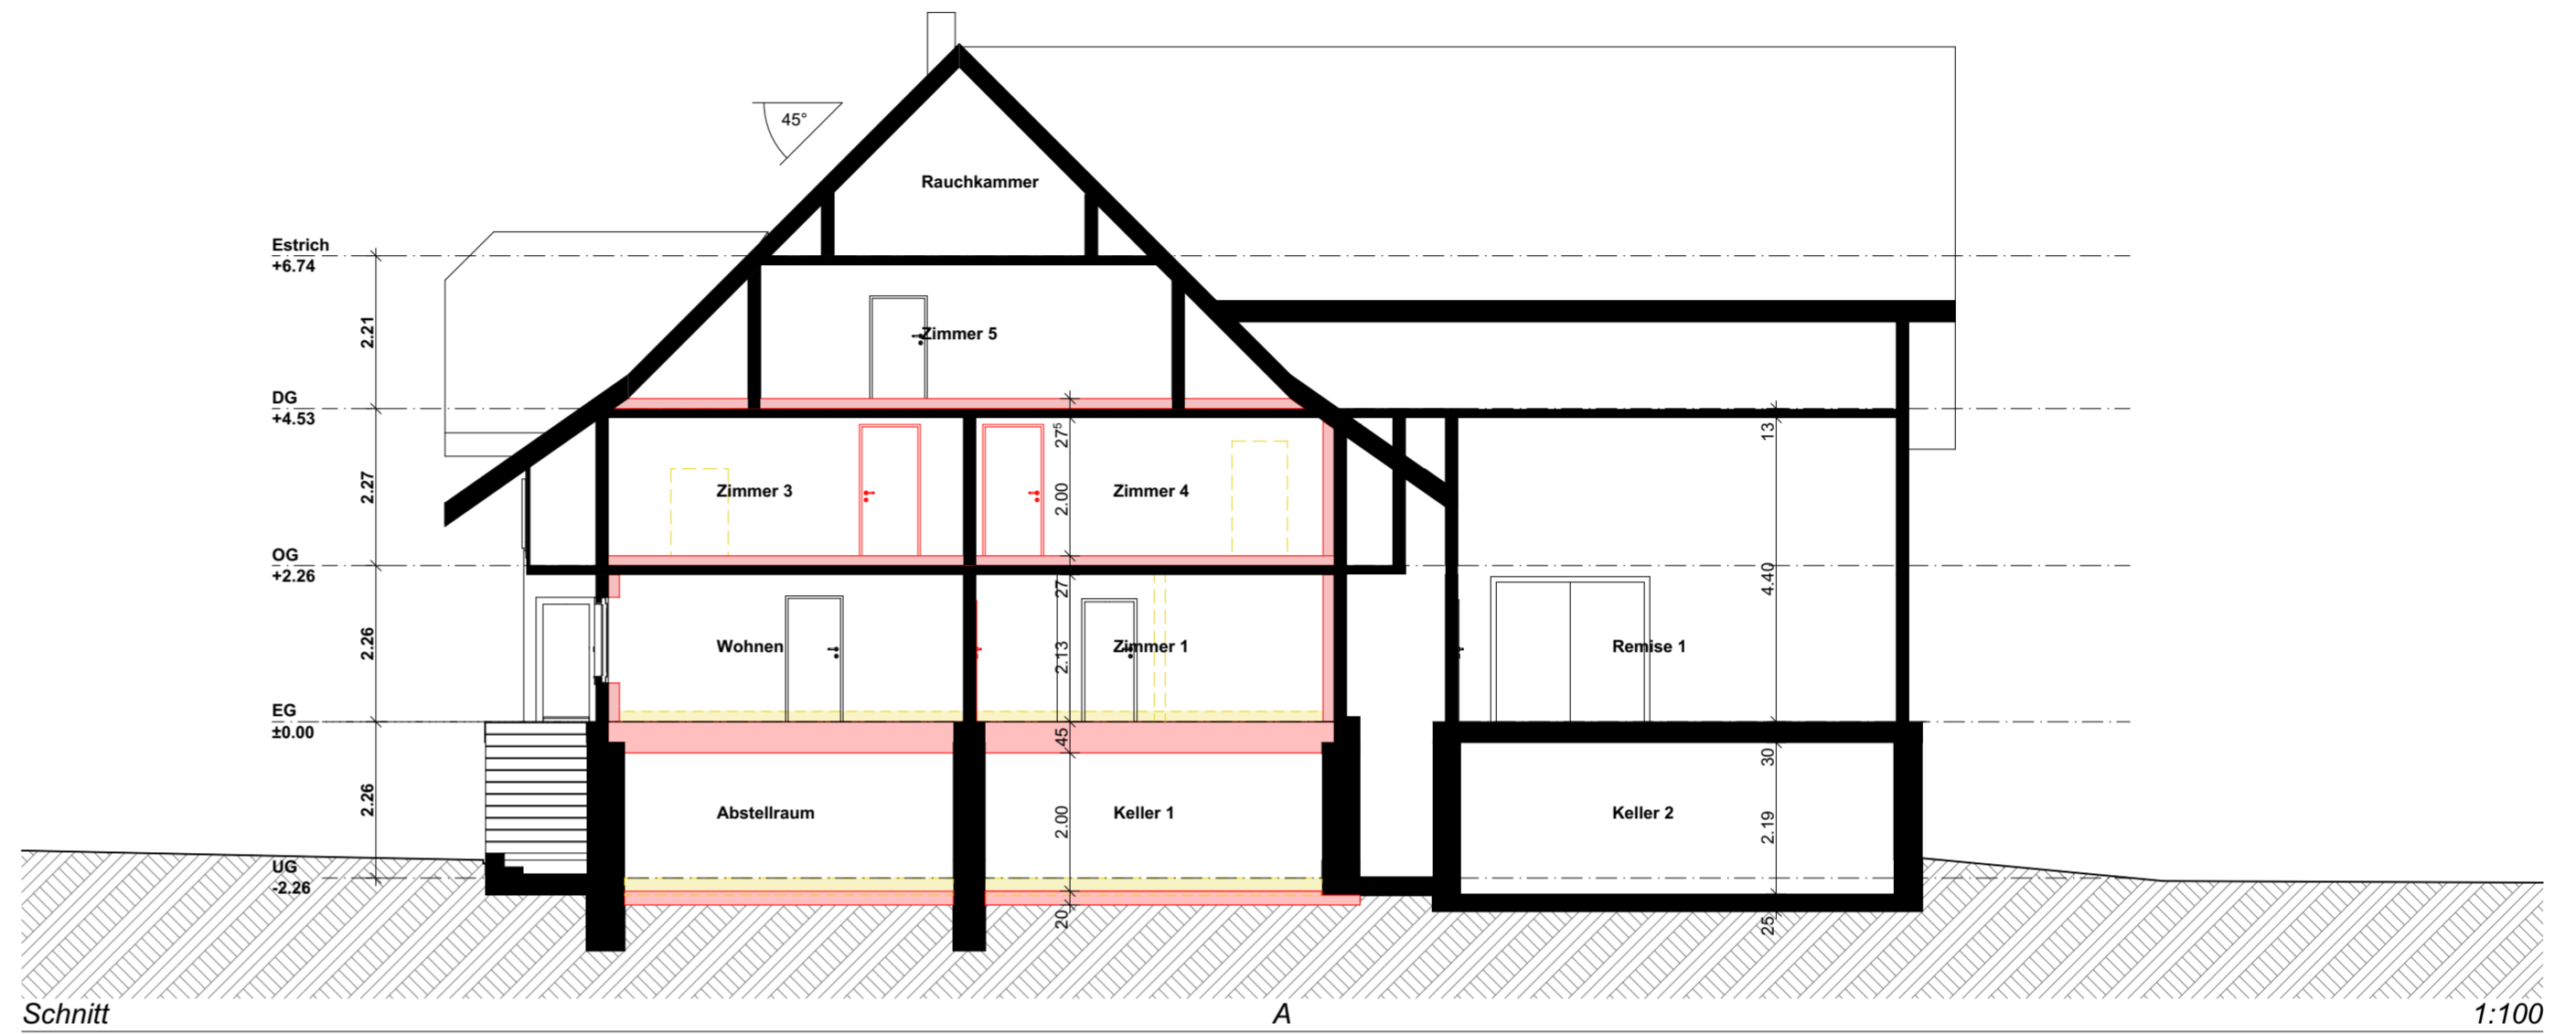 45°
Rauchkammer
Estrich
+6.74
2.21
Zimmer 5
DG
+4.53
27⁵
13
2.27
Zimmer 3
2.00
Zimmer 4
OG
+2.26
27
4.40
2.26
Wohnen
2.13
Zimmer 1
Remise 1
EG
±0.00
45
30
2.26
Abstellraum
2.00
Keller 1
2.19
Keller 2
UG
-2.26
20
25
Schnitt
A
1:100